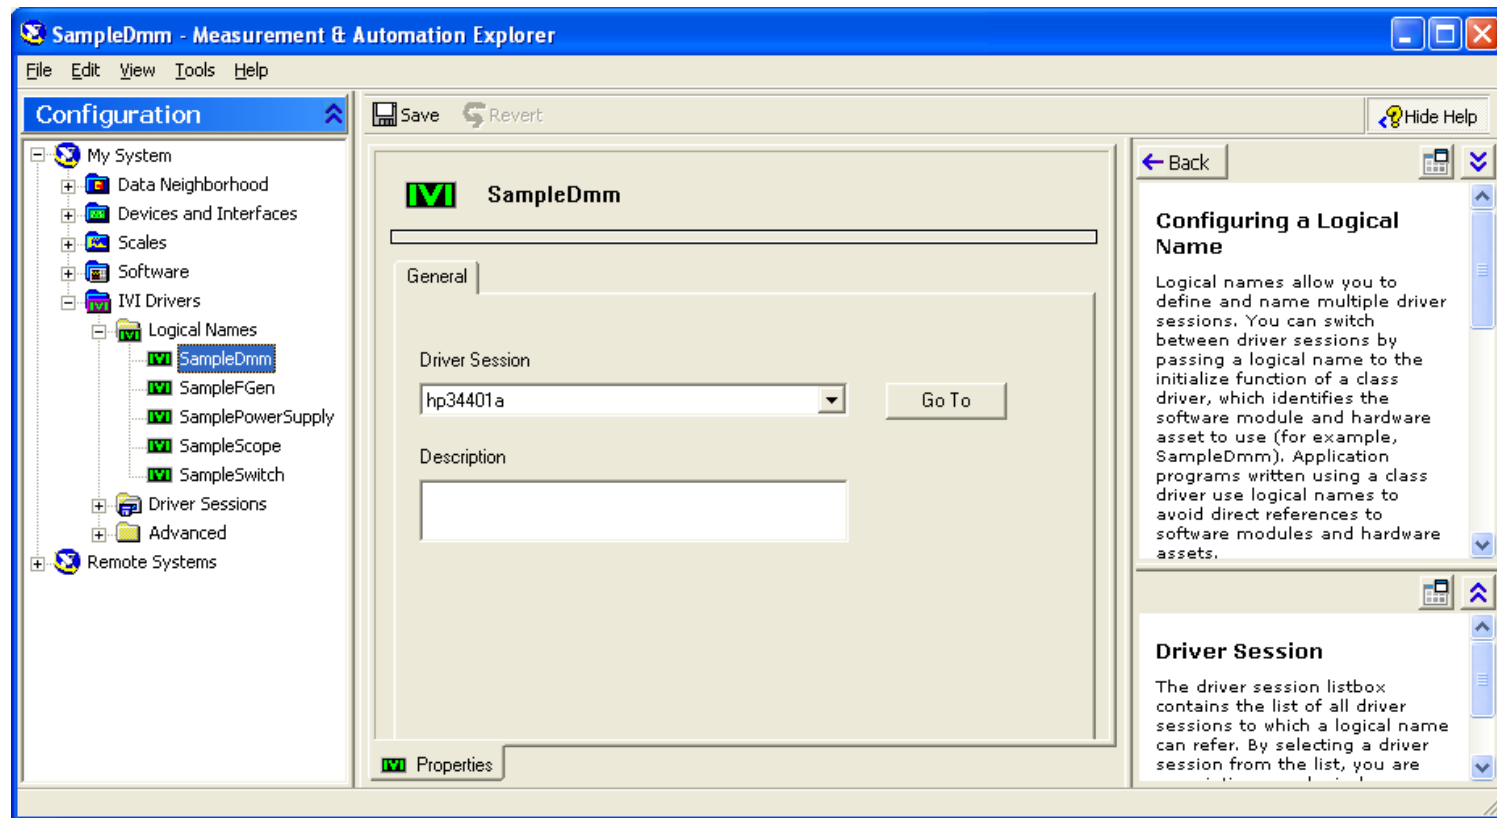 SampleDmm - Measurement & Automation Explorer
File Edit View Tools Help
Configuration
My System
Data Neighborhood
Devices and Interfaces
Scales
Software
IVI Drivers
Logical Names
SampleDmm
SampleFGen
SamplePowerSupply
SampleScope
SampleSwitch
Driver Sessions
Advanced
Remote Systems
Save Revert
Hide Help
IVI SampleDmm
General
Driver Session
hp34401a
Go To
Description
Properties
Back
Configuring a Logical
Name
Logical names allow you to
define and name multiple driver
sessions. You can switch
between driver sessions by
passing a logical name to the
initialize function of a class
driver, which identifies the
software module and hardware
asset to use (for example,
SampleDmm). Application
programs written using a class
driver use logical names to
avoid direct references to
software modules and hardware
assets.
Driver Session
The driver session listbox
contains the list of all driver
sessions to which a logical name
can refer. By selecting a driver
session from the list, you are